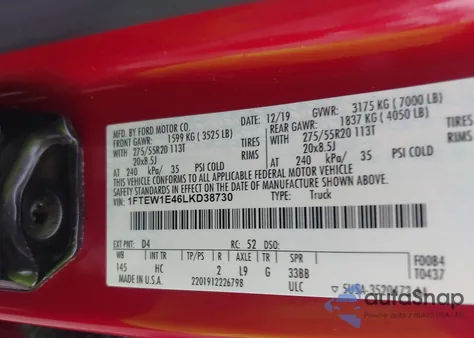 MFD. BY FORD MOTOR CO. DATE: 12/19 GVWR: 3175 KG ( 7000 LB)
FRONT GAWR: 1599 KG ( 3525 LB) REAR GAWR: 1837 KG ( 4050 LB)
WITH 275/55R20 113T TIRES WITH 275/55R20 113T TIRES
20x8.5J RIMS 20x8.5J RIMS
AT 240 kPa/ 35 PSI COLD AT 240 kPa/ 35 PSI COLD
THIS VEHICLE CONFORMS TO ALL APPLICABLE FEDERAL MOTOR VEHICLE
SAFETY STANDARDS IN EFFECT ON THE DATE OF MANUFACTURE SHOWN ABOVE.
VIN: 1FTEW1E46LKD38730 TYPE: Truck
EXT PNT: D4 RC: 52 DSO: F0084
WB INT TR TP/PS R AXLE TR SPR T0437
145 HC 2 L9 G 33BB
MADE IN U.S.A. 2201912226798 ULC
autoShap